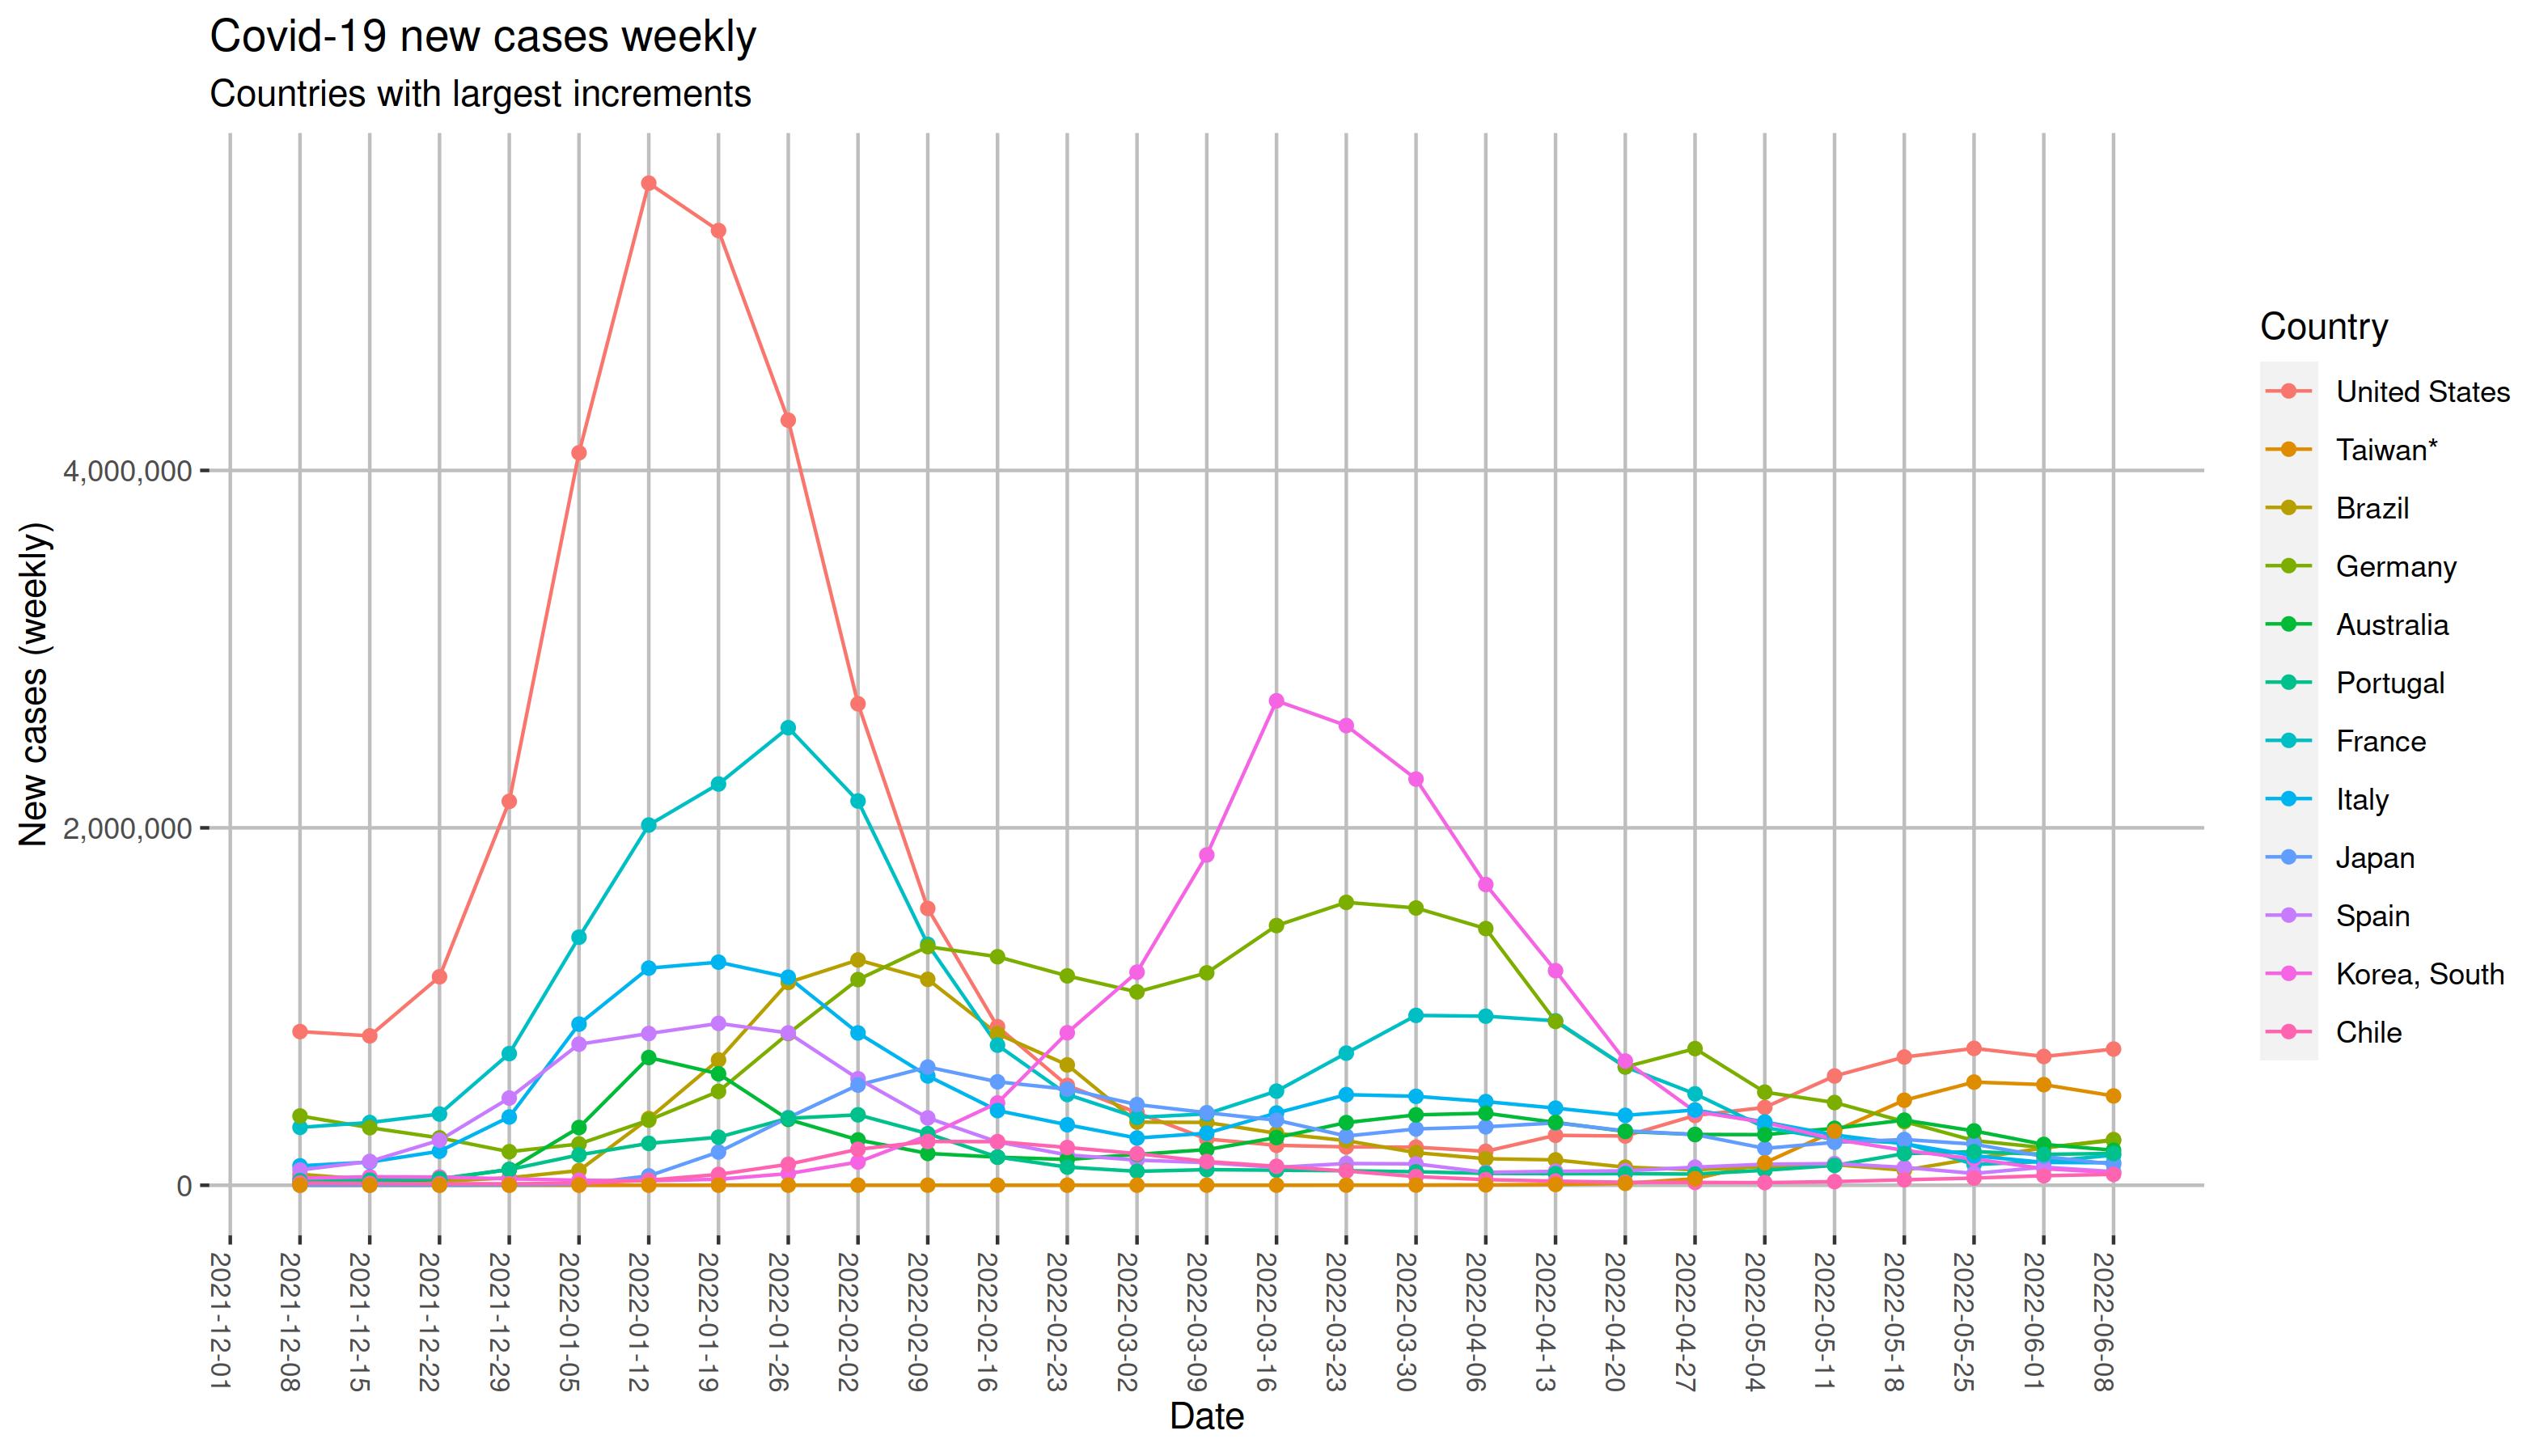 Covid-19 new cases weekly
Countries with largest increments
New cases (weekly)
4,000,000
2,000,000
0
2021-12-01
2021-12-08
2021-12-15
2021-12-22
2021-12-29
2022-01-05
2022-01-12
2022-01-19
2022-01-26
2022-02-02
2022-02-09
2022-02-16
2022-02-23
2022-03-02
2022-03-09
2022-03-16
2022-03-23
2022-03-30
2022-04-06
2022-04-13
2022-04-20
2022-04-27
2022-05-04
2022-05-11
2022-05-18
2022-05-25
2022-06-01
2022-06-08
Date
Country
United States
Taiwan*
Brazil
Germany
Australia
Portugal
France
Italy
Japan
Spain
Korea, South
Chile